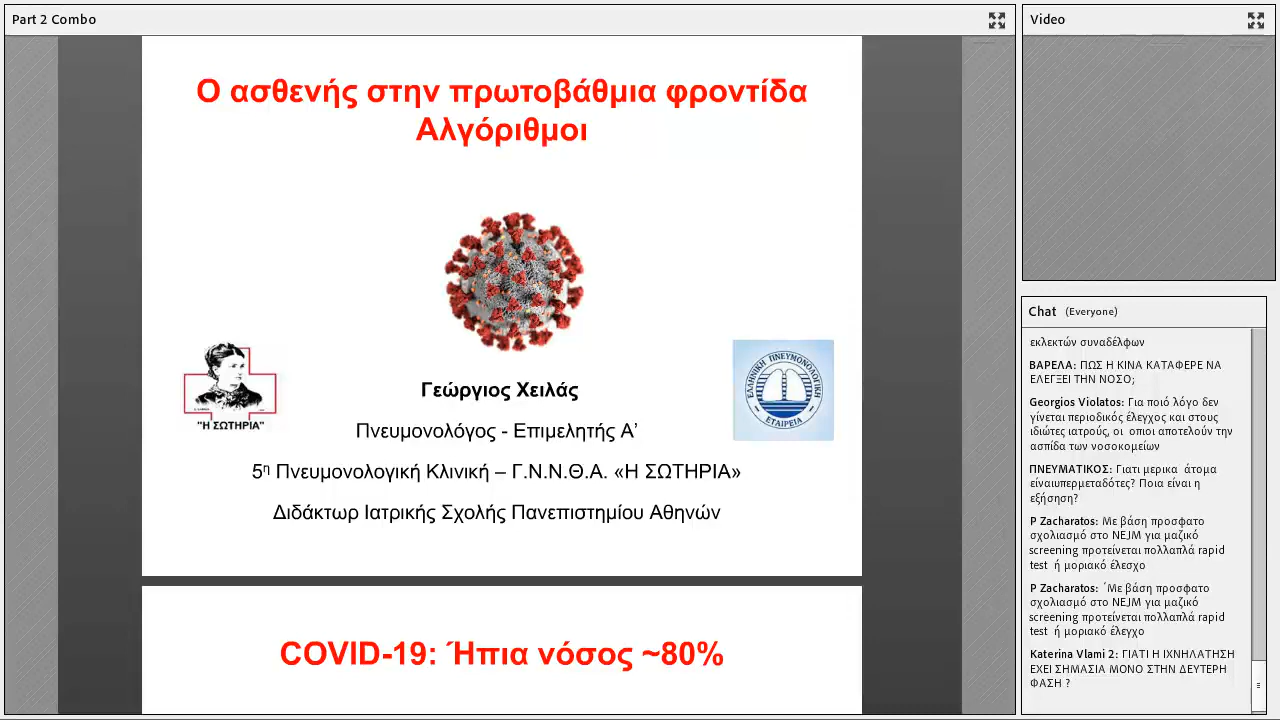 Part 2 Combo
Ο ασθενής στην πρωτοβάθμια φροντίδα
Αλγόριθμοι
"Η ΣΩΤΗΡΙΑ"
ΕΛΛΗΝΙΚΗ ΠΝΕΥΜΟΝΟΛΟΓΙΚΗ
ΕΤΑΙΡΕΙΑ
Γεώργιος Χειλάς
Πνευμονολόγος - Επιμελητής Α’
5η Πνευμονολογική Κλινική – Γ.Ν.Ν.Θ.Α. «Η ΣΩΤΗΡΙΑ»
Διδάκτωρ Ιατρικής Σχολής Πανεπιστημίου Αθηνών
COVID-19: Ήπια νόσος ~80%
Video
Chat (Everyone)
εκλεκτών συναδέλφων
ΒΑΡΕΛΑ: ΠΩΣ Η ΚΙΝΑ ΚΑΤΑΦΕΡΕ ΝΑ
ΕΛΕΓΞΕΙ ΤΗΝ ΝΟΣΟ;
Georgios Violatos: Για ποιό λόγο δεν
γίνεται περιοδικός έλεγχος και στους
ιδιώτες ιατρούς, οι οποι αποτελούν την
ασπίδα των νοσοκομείων
ΠΝΕΥΜΑΤΙΚΟΣ: Γιατι μερικα άτομα
είναιυπερμεταδότες? Ποια είναι η
εξήσηση?
P Zacharatos: Με βάση προσφατο
σχολιασμό στο NEJM για μαζικό
screening προτείνεται πολλαπλά rapid
test ή μοριακό έλεσχο
P Zacharatos: ΄Με βάση προσφατο
σχολιασμό στο NEJM για μαζικό
screening προτείνεται πολλαπλά rapid
test ή μοριακό έλεγχο
Katerina Vlami 2: ΓΙΑΤΙ Η ΙΧΝΗΛΑΤΗΣΗ
ΕΧΕΙ ΣΗΜΑΣΙΑ ΜΟΝΟ ΣΤΗΝ ΔΕΥΤΕΡΗ
ΦΑΣΗ ?